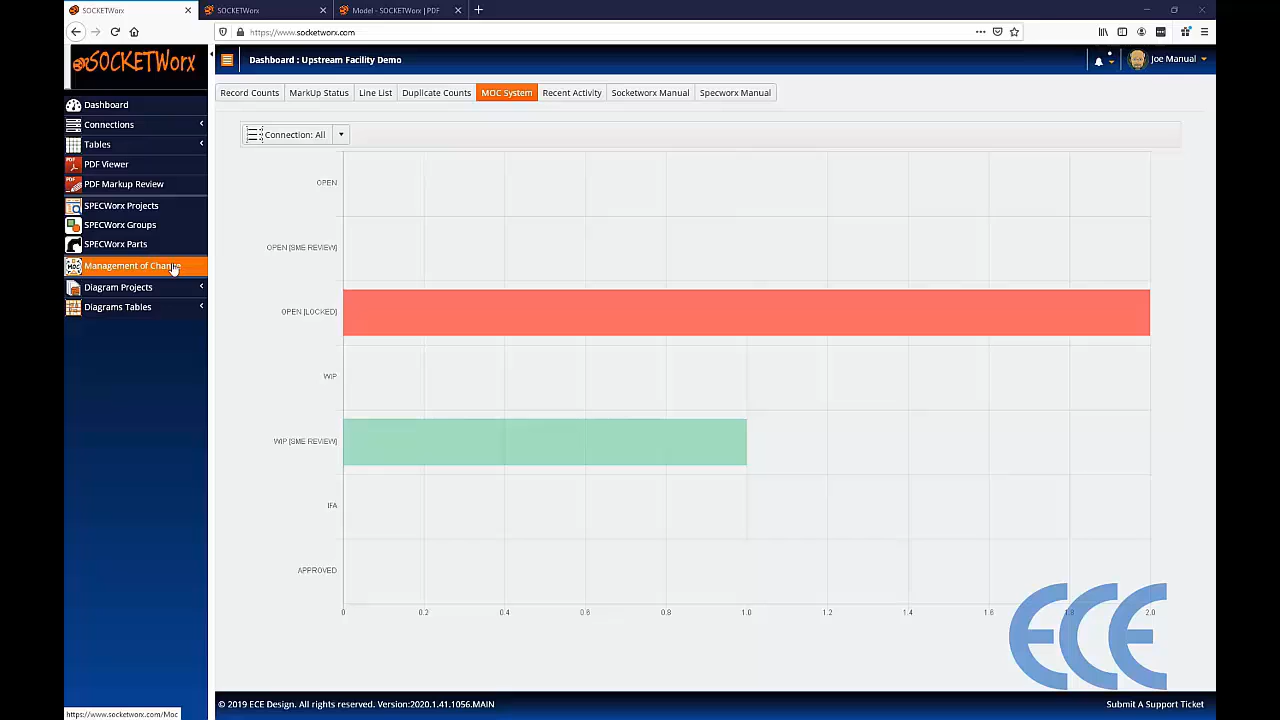 SOCKETWorx
SOCKETWorx
Model - SOCKETWorx | PDF
https://www.socketworx.com
SOCKETWorx
Dashboard : Upstream Facility Demo
Joe Manual
Dashboard
Connections
Tables
PDF Viewer
PDF Markup Review
SPECWorx Projects
SPECWorx Groups
SPECWorx Parts
Management of Change
Diagram Projects
Diagrams Tables
Record Counts
MarkUp Status
Line List
Duplicate Counts
MOC System
Recent Activity
Socketworx Manual
Specworx Manual
Connection: All
OPEN
OPEN [SME REVIEW]
OPEN [LOCKED]
WIP
WIP [SME REVIEW]
IFA
APPROVED
0 0.2 0.4 0.6 0.8 1.0 1.2 1.4 1.6 1.8 2.0
ECE
https://www.socketworx.com/Moc
© 2019 ECE Design. All rights reserved. Version:2020.1.41.1056.MAIN
Submit A Support Ticket